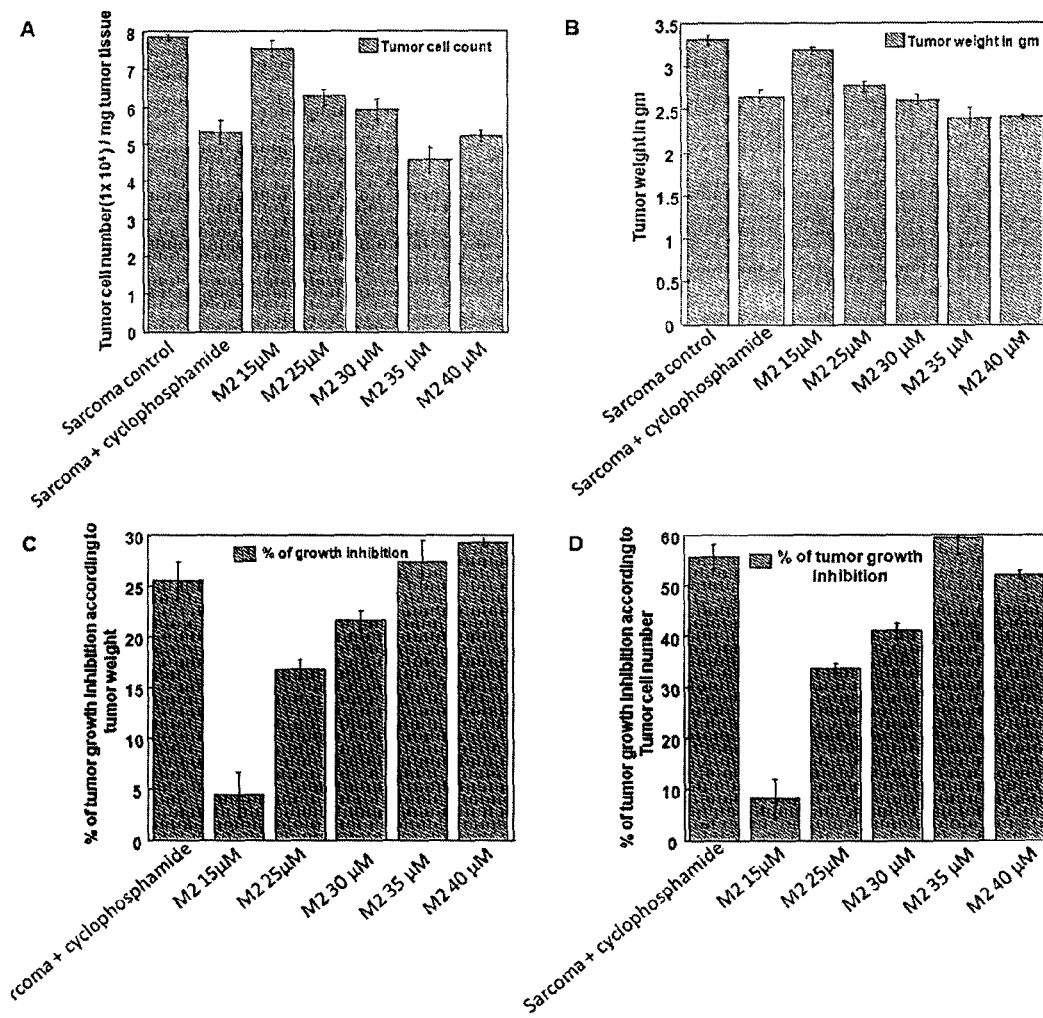 A
Tumor cell number(1x 10⁴) / mg tumor tissue
8
7
6
5
4
3
2
1
0
Tumor cell count
Sarcoma control
Sarcoma + cyclophosphamide
M2 15μM
M2 25μM
M2 30 μM
M2 35 μM
M2 40 μM
B
Tumor weight in gm
3.5
3
2.5
2
1.5
1
0.5
0
Tumor weight in gm
Sarcoma control
Sarcoma + cyclophosphamide
M2 15μM
M2 25μM
M2 30 μM
M2 35 μM
M2 40 μM
C
% of tumor growth inhibition according to
tumor weight
30
25
20
15
10
5
0
% of growth inhibition
rcoma + cyclophosphamide
M2 15μM
M2 25μM
M2 30 μM
M2 35 μM
M2 40 μM
D
% of tumor growth inhibition according to
Tumor cell number
60
50
40
30
20
10
0
% of tumor growth
inhibition
Sarcoma + cyclophosphamide
M2 15μM
M2 25μM
M2 30 μM
M2 35 μM
M2 40 μM